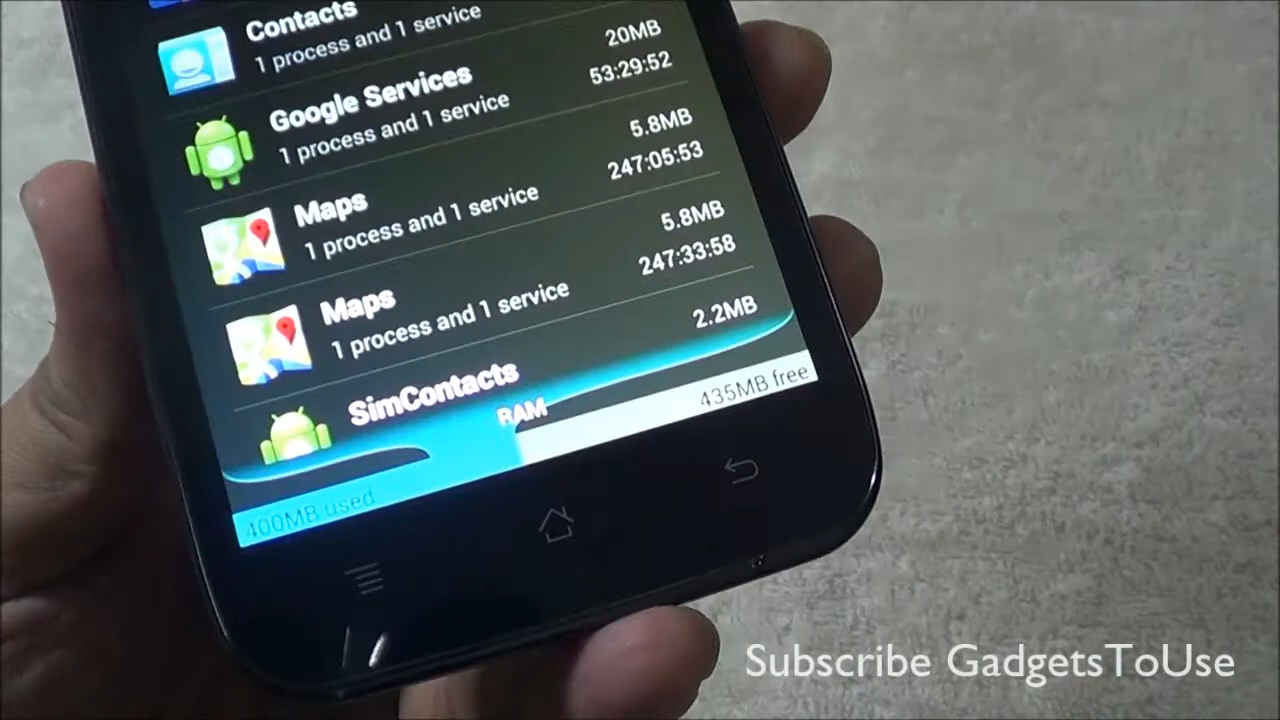 Contacts
1 process and 1 service
20MB
53:29:52
Google Services
1 process and 1 service
5.8MB
247:05:53
Maps
1 process and 1 service
5.8MB
247:33:58
Maps
1 process and 1 service
2.2MB
SimContacts
RAM
400MB used
435MB free
Subscribe GadgetsToUse